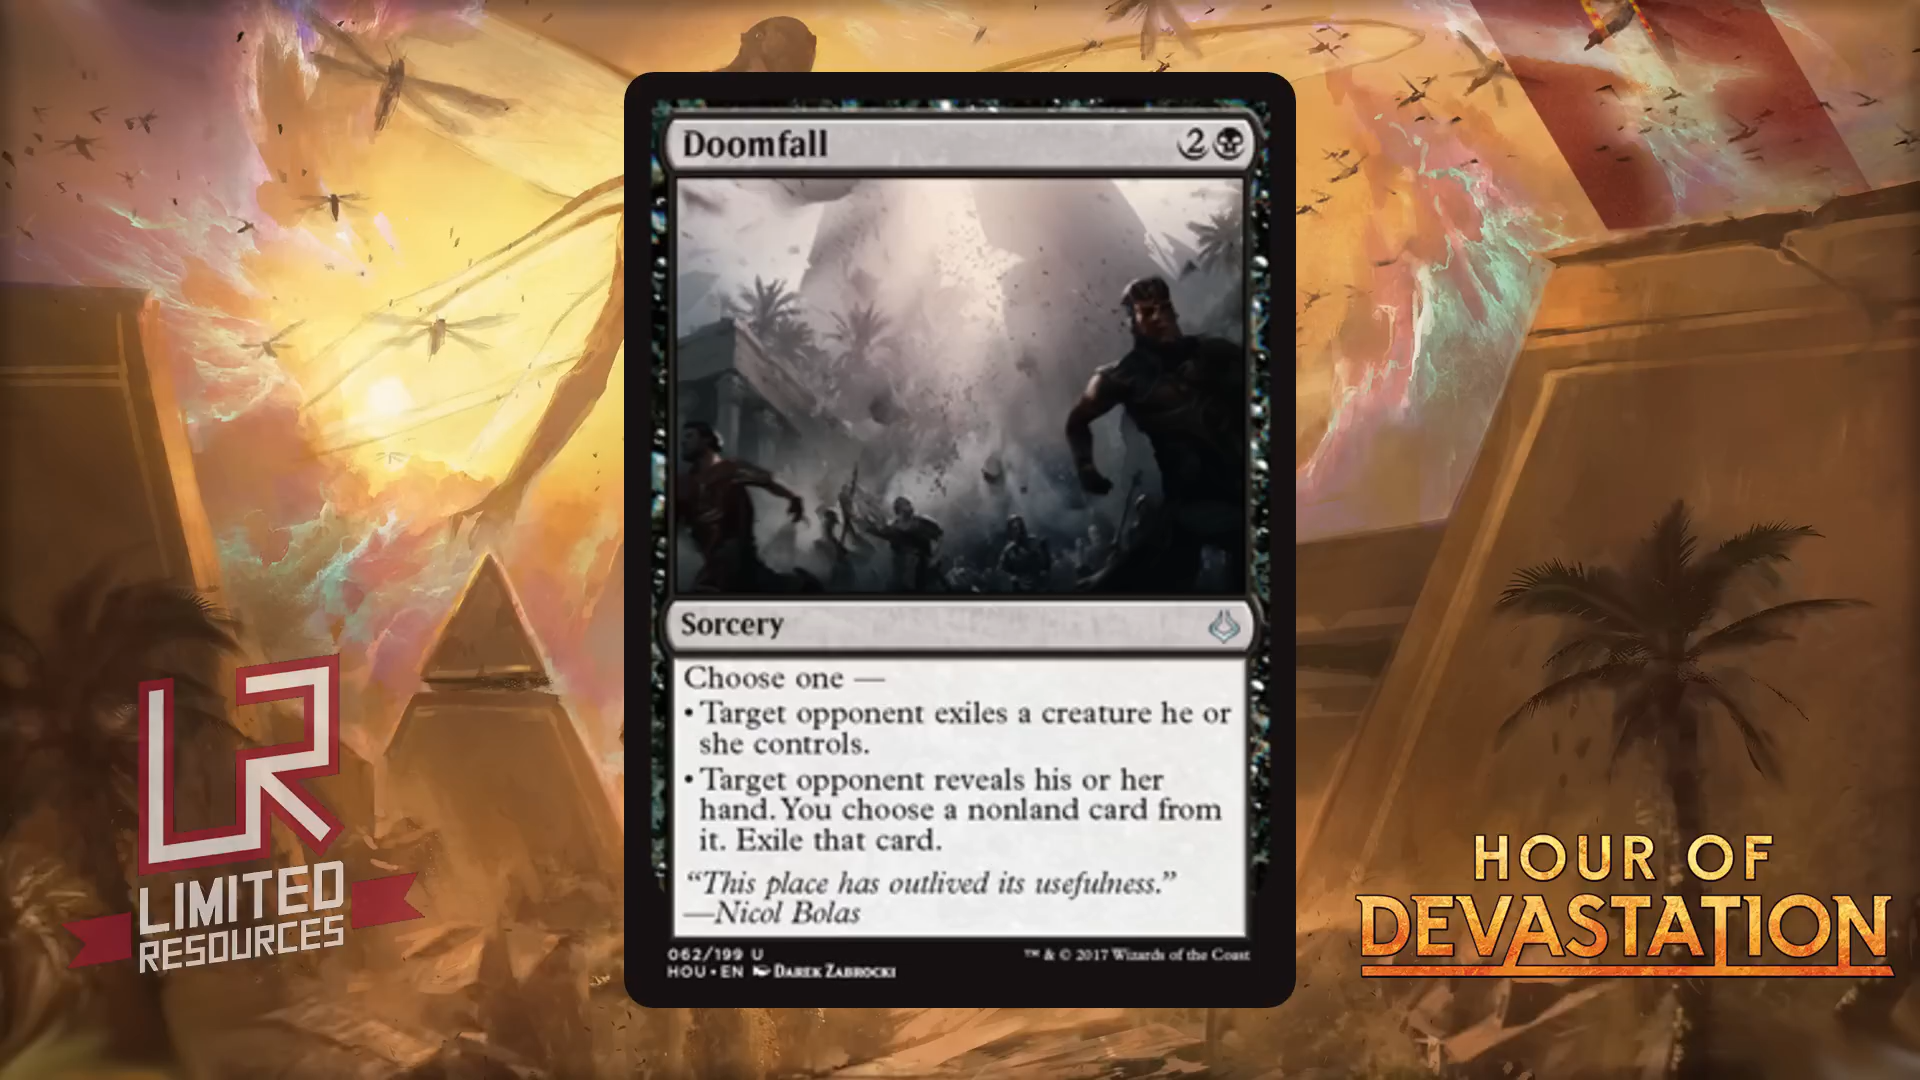 Doomfall 2
Sorcery
Choose one —
• Target opponent exiles a creature he or
she controls.
• Target opponent reveals his or her
hand. You choose a nonland card from
it. Exile that card.
“This place has outlived its usefulness.”
—Nicol Bolas
062/199 U
HOU • EN DAREK ZABROCKI
™ & © 2017 Wizards of the Coast
LR
LIMITED
RESOURCES
HOUR OF
DEVASTATION